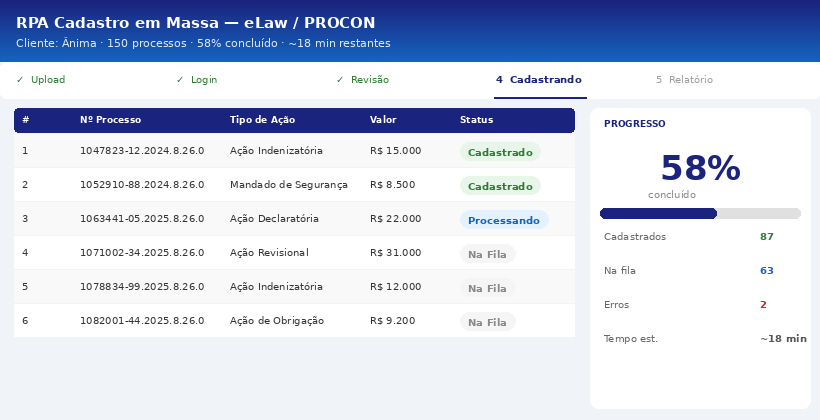 RPA Cadastro em Massa — eLaw / PROCON
Cliente: Ânima · 150 processos · 58% concluído · ~18 min restantes
✓ Upload ✓ Login ✓ Revisão 4 Cadastrando 5 Relatório
# Nº Processo Tipo de Ação Valor Status
1 1047823-12.2024.8.26.0 Ação Indenizatória R$ 15.000 Cadastrado
2 1052910-88.2024.8.26.0 Mandado de Segurança R$ 8.500 Cadastrado
3 1063441-05.2025.8.26.0 Ação Declaratória R$ 22.000 Processando
4 1071002-34.2025.8.26.0 Ação Revisional R$ 31.000 Na Fila
5 1078834-99.2025.8.26.0 Ação Indenizatória R$ 12.000 Na Fila
6 1082001-44.2025.8.26.0 Ação de Obrigação R$ 9.200 Na Fila
PROGRESSO
58%
concluído
Cadastrados 87
Na fila 63
Erros 2
Tempo est. ~18 min